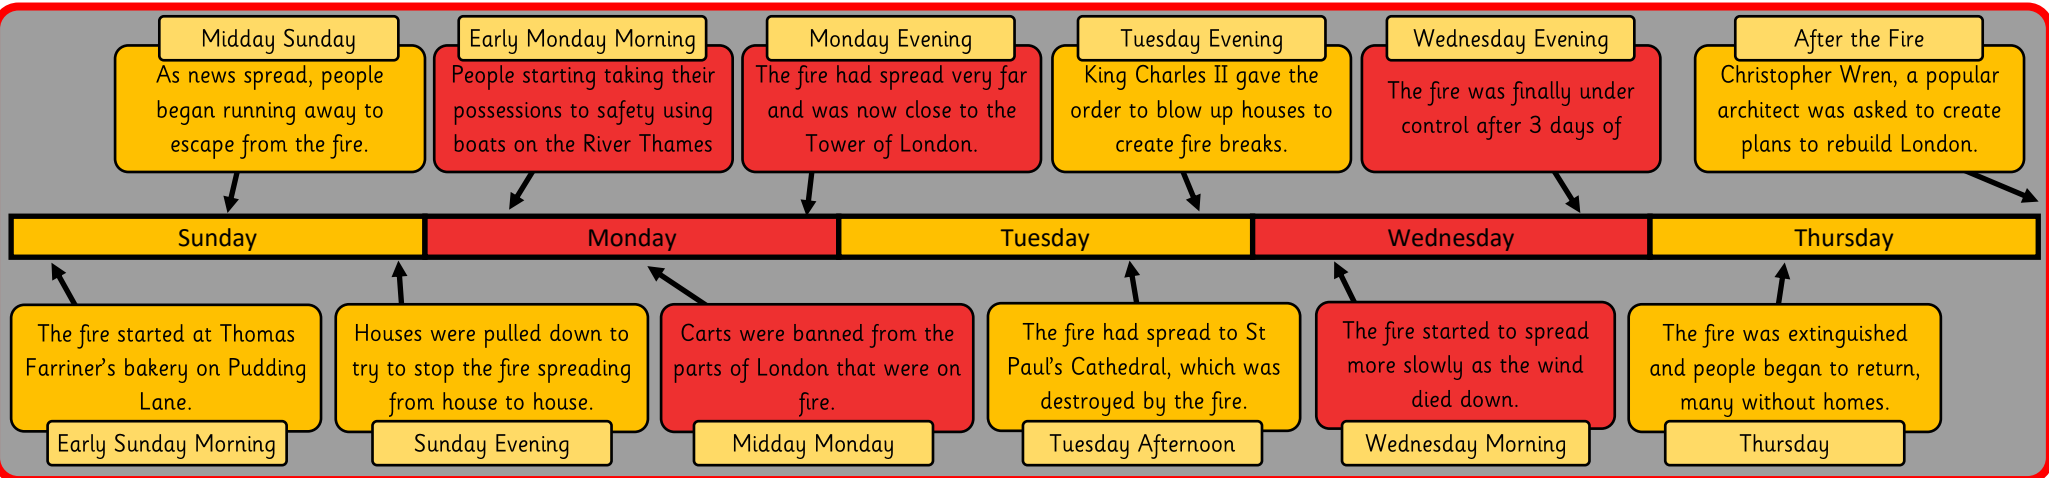 Midday Sunday
As news spread, people
began running away to
escape from the fire.
Early Monday Morning
People starting taking their
possessions to safety using
boats on the River Thames
Monday Evening
The fire had spread very far
and was now close to the
Tower of London.
Tuesday Evening
King Charles II gave the
order to blow up houses to
create fire breaks.
Wednesday Evening
The fire was finally under
control after 3 days of
After the Fire
Christopher Wren, a popular
architect was asked to create
plans to rebuild London.
Sunday
Monday
Tuesday
Wednesday
Thursday
The fire started at Thomas
Farriner's bakery on Pudding
Lane.
Early Sunday Morning
Houses were pulled down to
try to stop the fire spreading
from house to house.
Sunday Evening
Carts were banned from the
parts of London that were on
fire.
Midday Monday
The fire had spread to St
Paul's Cathedral, which was
destroyed by the fire.
Tuesday Afternoon
The fire started to spread
more slowly as the wind
died down.
Wednesday Morning
The fire was extinguished
and people began to return,
many without homes.
Thursday